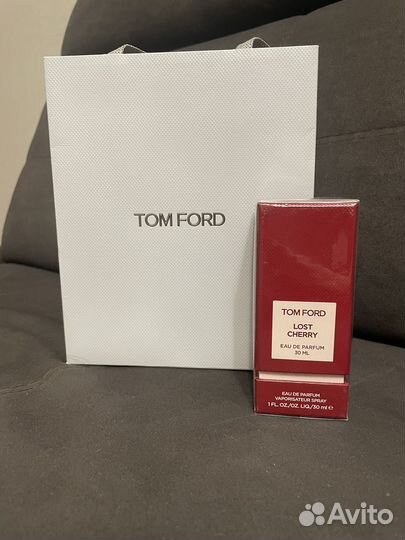 TOM FORD
TOM FORD
LOST
CHERRY
EAU DE PARFUM
30 ML
EAU DE PARFUM
VAPORISATEUR SPRAY
1 FL. OZ./OZ. LIQ./30 ml e
Avito